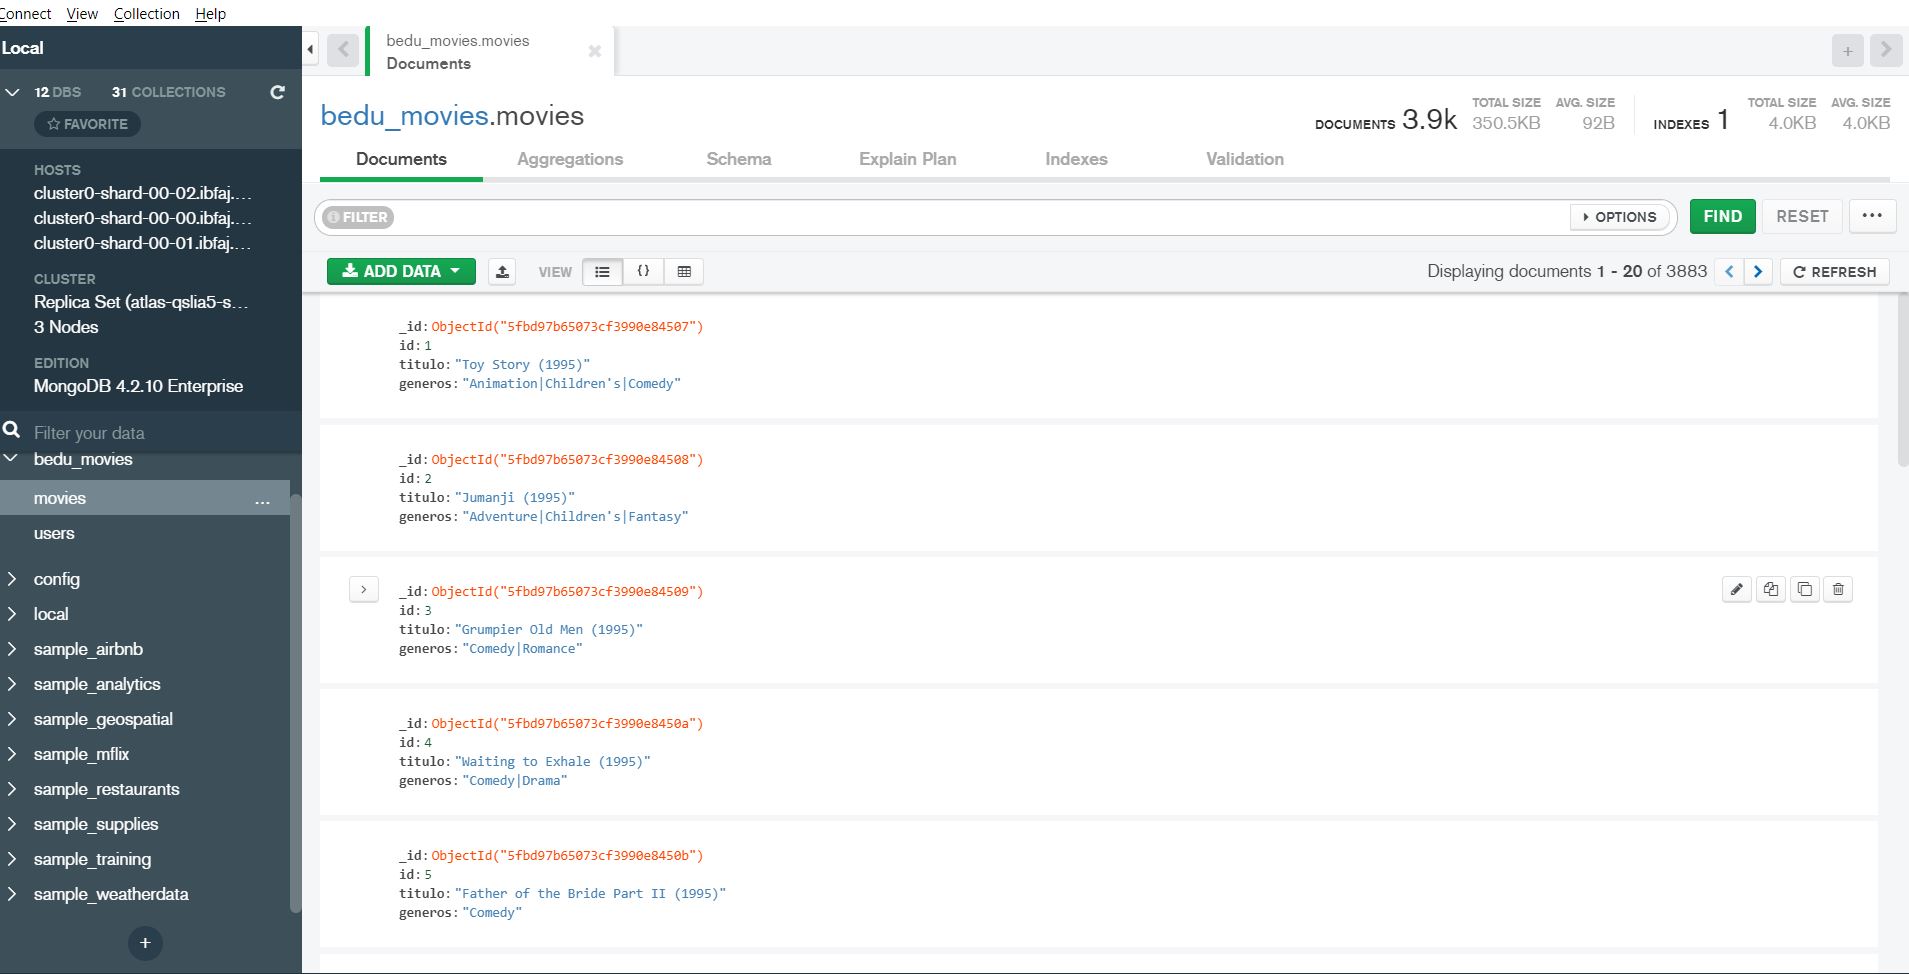 Connect View Collection Help
Local
12 DBS 31 COLLECTIONS
FAVORITE
HOSTS
cluster0-shard-00-02.ibfaj....
cluster0-shard-00-00.ibfaj....
cluster0-shard-00-01.ibfaj....
CLUSTER
Replica Set (atlas-qslia5-s...
3 Nodes
EDITION
MongoDB 4.2.10 Enterprise
Filter your data
bedu_movies
movies ...
users
config
local
sample_airbnb
sample_analytics
sample_geospatial
sample_mflix
sample_restaurants
sample_supplies
sample_training
sample_weatherdata
+
bedu_movies.movies
Documents
+
bedu_movies.movies
DOCUMENTS 3.9k
TOTAL SIZE
350.5KB
AVG. SIZE
92B
INDEXES 1
TOTAL SIZE
4.0KB
AVG. SIZE
4.0KB
Documents Aggregations Schema Explain Plan Indexes Validation
FILTER OPTIONS FIND RESET ...
ADD DATA VIEW {} Displaying documents 1 - 20 of 3883 < > REFRESH
_id: ObjectId("5fbd97b65073cf3990e84507")
id: 1
titulo: "Toy Story (1995)"
generos: "Animation|Children's|Comedy"
_id: ObjectId("5fbd97b65073cf3990e84508")
id: 2
titulo: "Jumanji (1995)"
generos: "Adventure|Children's|Fantasy"
_id: ObjectId("5fbd97b65073cf3990e84509")
id: 3
titulo: "Grumpier Old Men (1995)"
generos: "Comedy|Romance"
_id: ObjectId("5fbd97b65073cf3990e8450a")
id: 4
titulo: "Waiting to Exhale (1995)"
generos: "Comedy|Drama"
_id: ObjectId("5fbd97b65073cf3990e8450b")
id: 5
titulo: "Father of the Bride Part II (1995)"
generos: "Comedy"